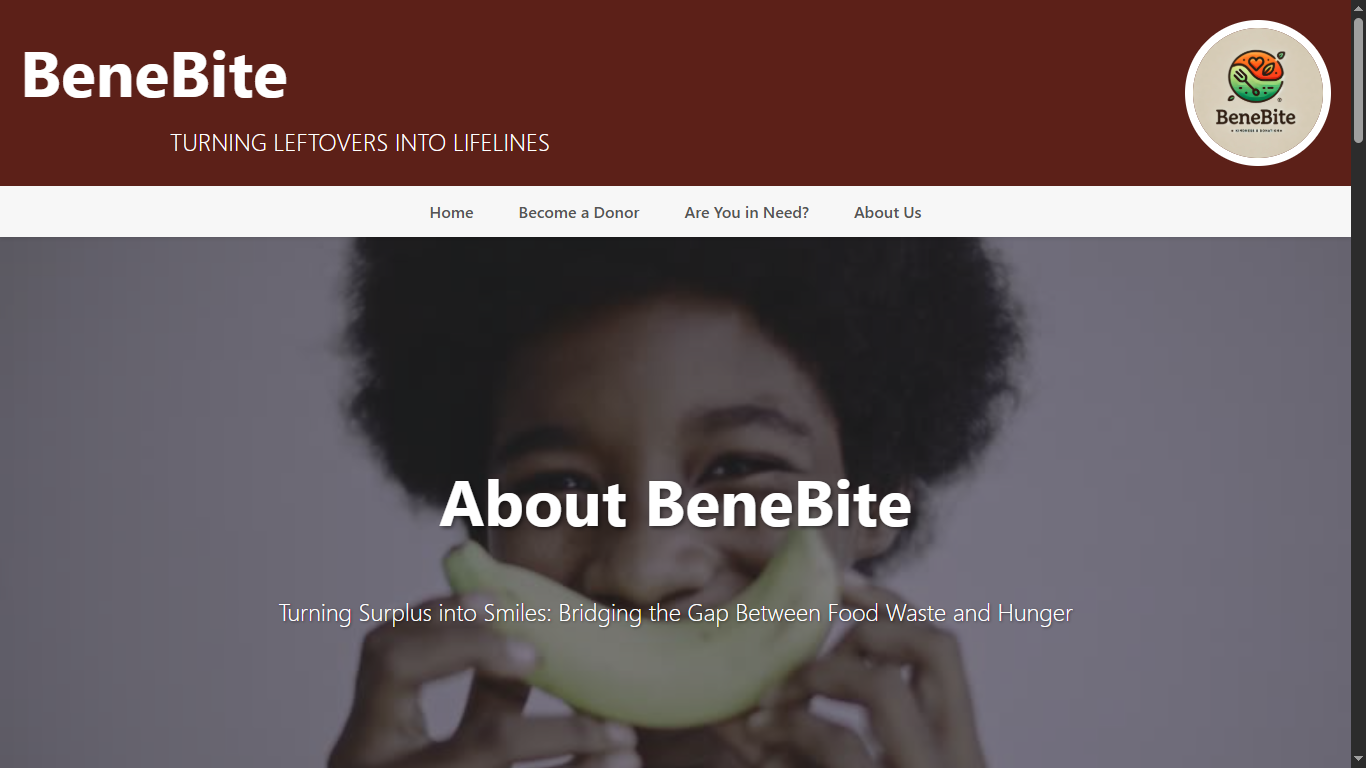 BeneBite
TURNING LEFTOVERS INTO LIFELINES
BeneBite
Home
Become a Donor
Are You in Need?
About Us
About BeneBite
Turning Surplus into Smiles: Bridging the Gap Between Food Waste and Hunger